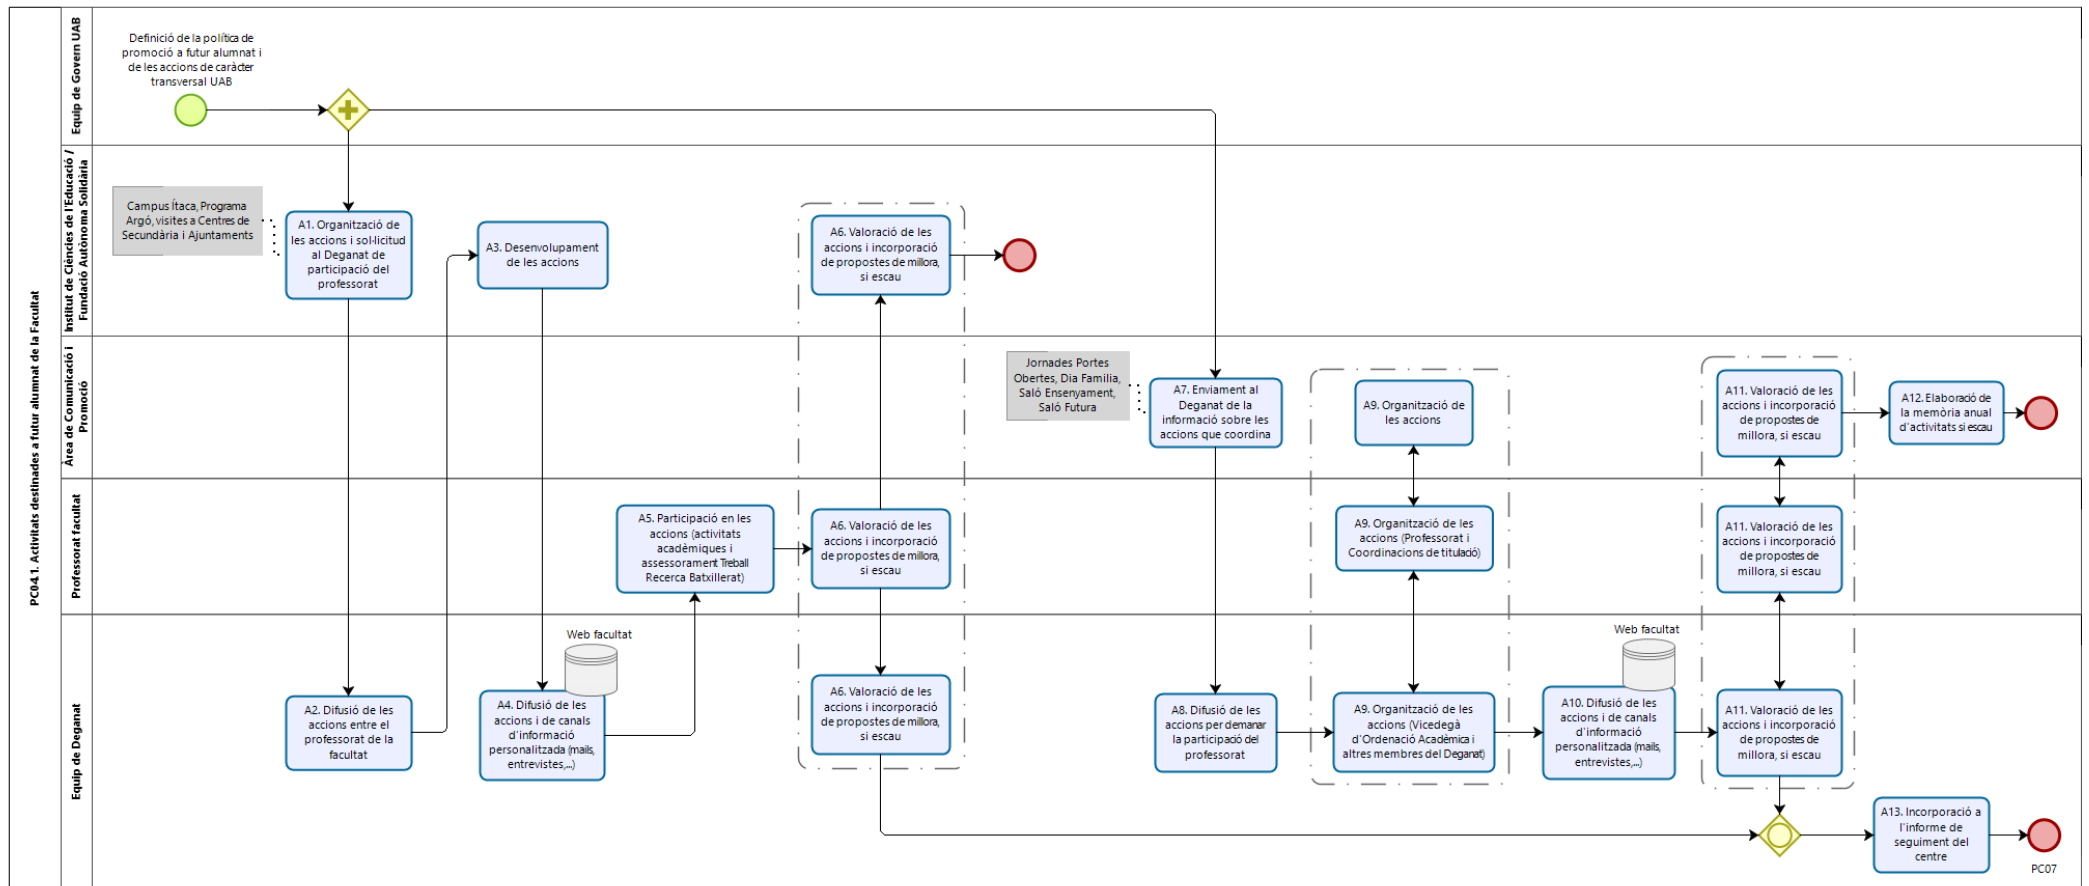 PC04.1. Activitats destinades a futur alumnat de la Facultat
Equip de Govern UAB
Definició de la política de
promoció a futur alumnat i
de les accions de caràcter
transversal UAB
Institut de Ciències de l'Educació /
Fundació Autònoma Solidària
Campus Ítaca, Programa
Argó, visites a Centres de
Secundària i Ajuntaments
A1. Organització de
les accions i sol·licitud
al Deganat de
participació del
professorat
A3. Desenvolupament
de les accions
A6. Valoració de les
accions i incorporació
de propostes de millora,
si escau
Àrea de Comunicació i
Promoció
Jornades Portes
Obertes, Dia Familia,
Saló Ensenyament,
Saló Futura
A7. Enviament al
Deganat de la
informació sobre les
accions que coordina
A9. Organització de
les accions
A11. Valoració de les
accions i incorporació
de propostes de
millora, si escau
A12. Elaboració de
la memòria anual
d'activitats si escau
Professorat facultat
A5. Participació en les
accions (activitats
acadèmiques i
assessorament Treball
Recerca Batxillerat)
A6. Valoració de les
accions i incorporació
de propostes de millora,
si escau
A9. Organització de les
accions (Professorat i
Coordinacions de titulació)
A11. Valoració de les
accions i incorporació
de propostes de
millora, si escau
Equip de Deganat
A2. Difusió de les
accions entre el
professorat de la
facultat
Web facultat
A4. Difusió de les
accions i de canals
d'informació
personalitzada (mails,
entrevistes,...)
A6. Valoració de les
accions i incorporació
de propostes de millora,
si escau
A8. Difusió de les
accions per demanar
la participació del
professorat
A9. Organització de les
accions (Vicedegà
d'Ordenació Acadèmica i
altres membres del Deganat)
Web facultat
A10. Difusió de les
accions i de canals
d'informació
personalitzada (mails,
entrevistes,...)
A11. Valoració de les
accions i incorporació
de propostes de
millora, si escau
A13. Incorporació a
l'informe de
seguiment del
centre
PC07